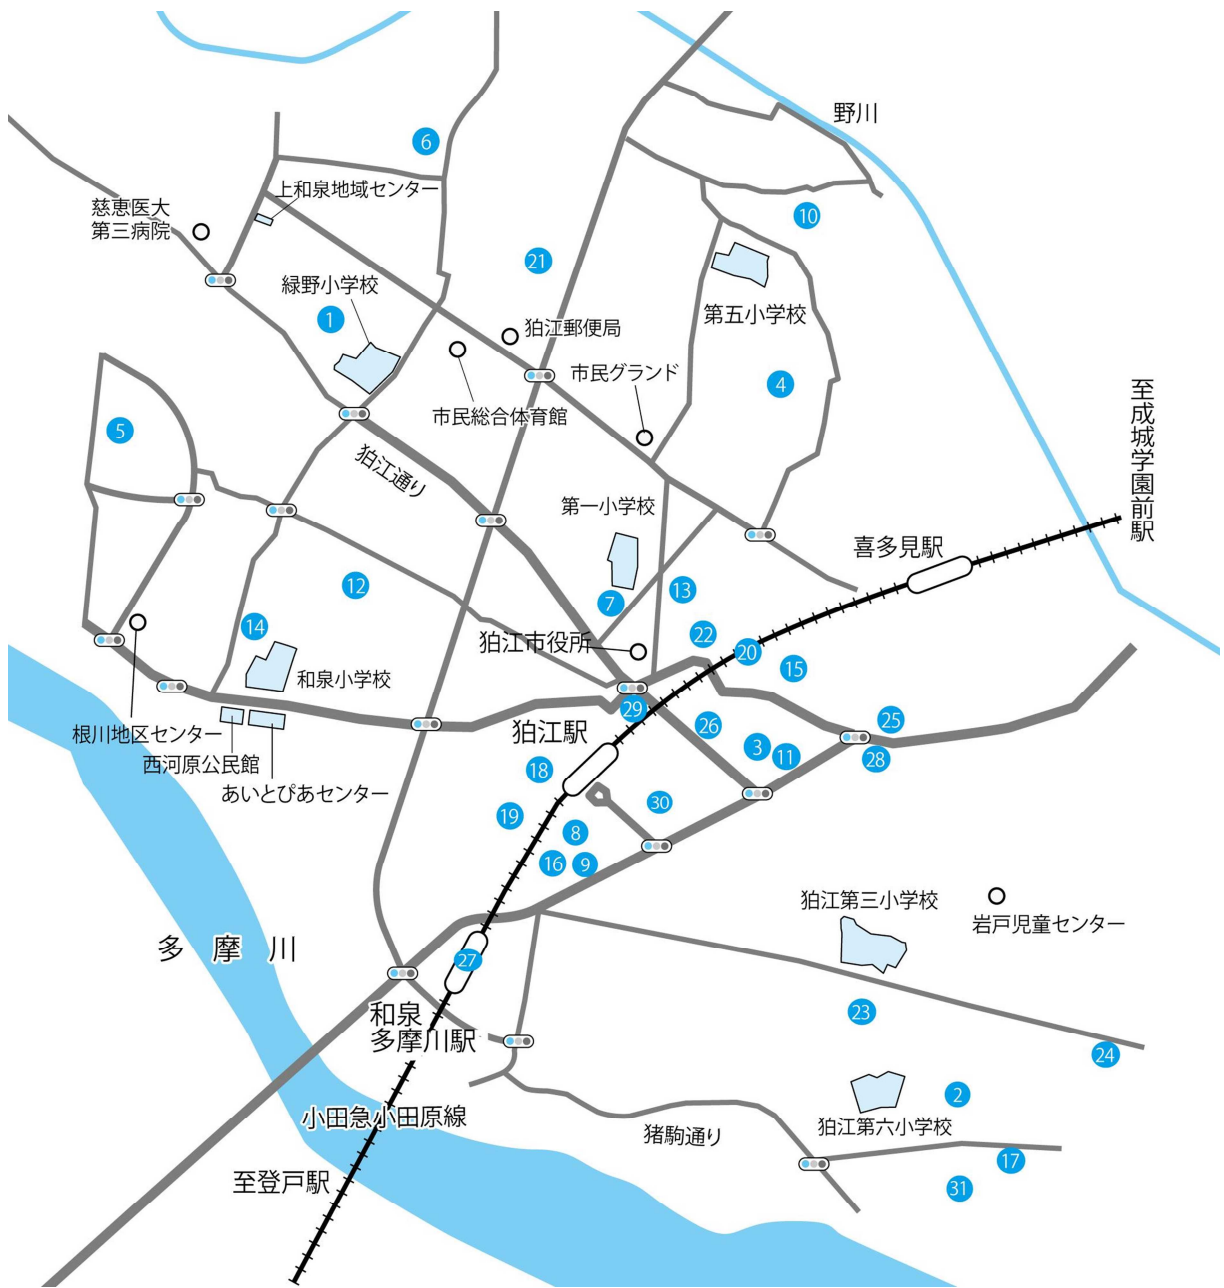 野川
6
上和泉地域センター
慈恵医大
第三病院
10
21
緑野小学校
1
狛江郵便局
第五小学校
市民グランド
4
至成城学園前駅
市民総合体育館
5
狛江通り
第一小学校
喜多見駅
12
13
7
14
22
狛江市役所
20
15
和泉小学校
29
25
26
狛江駅
根川地区センター
3
11
28
西河原公民館
18
あいとぴあセンター
30
19
8
16
9
狛江第三小学校
岩戸児童センター
多摩川
27
和泉
多摩川駅
23
24
2
小田急小田原線
猪駒通り
狛江第六小学校
17
至登戸駅
31